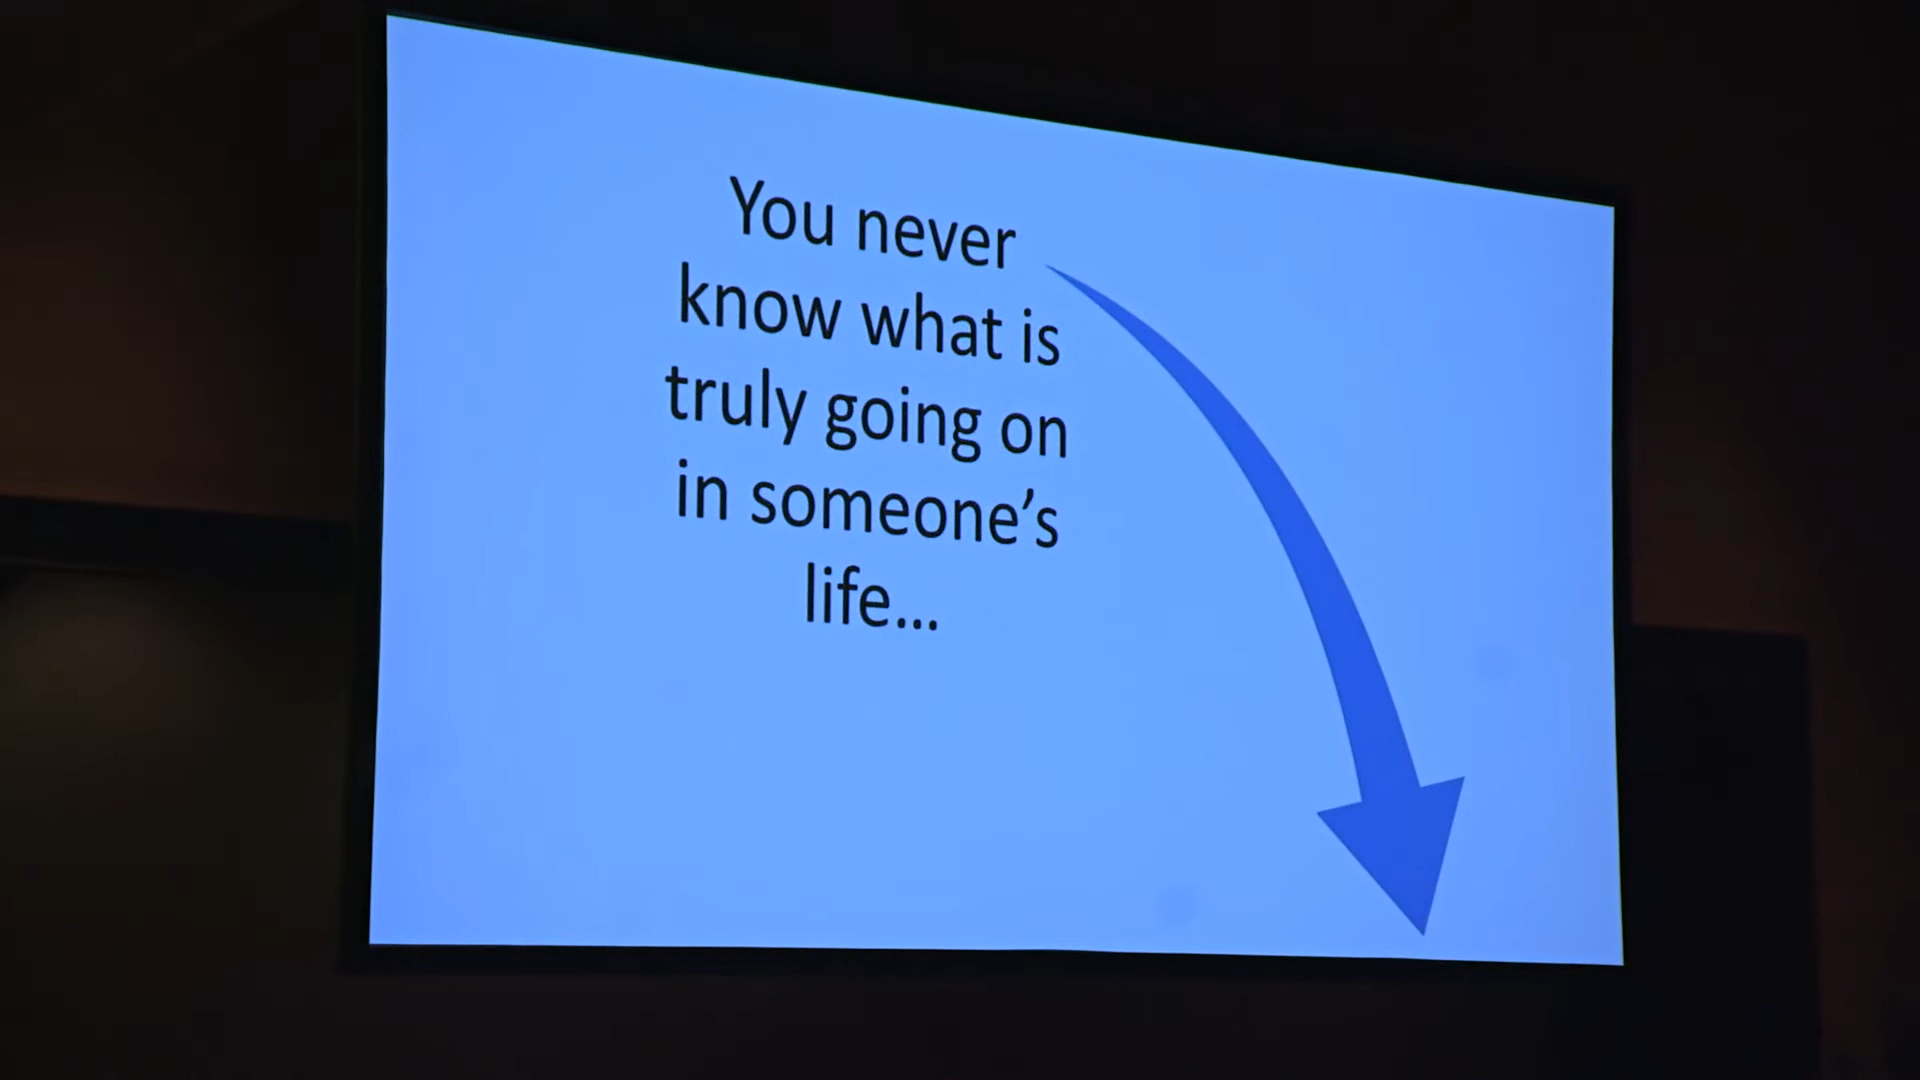 You never
know what is
truly going on
in someone’s
life...